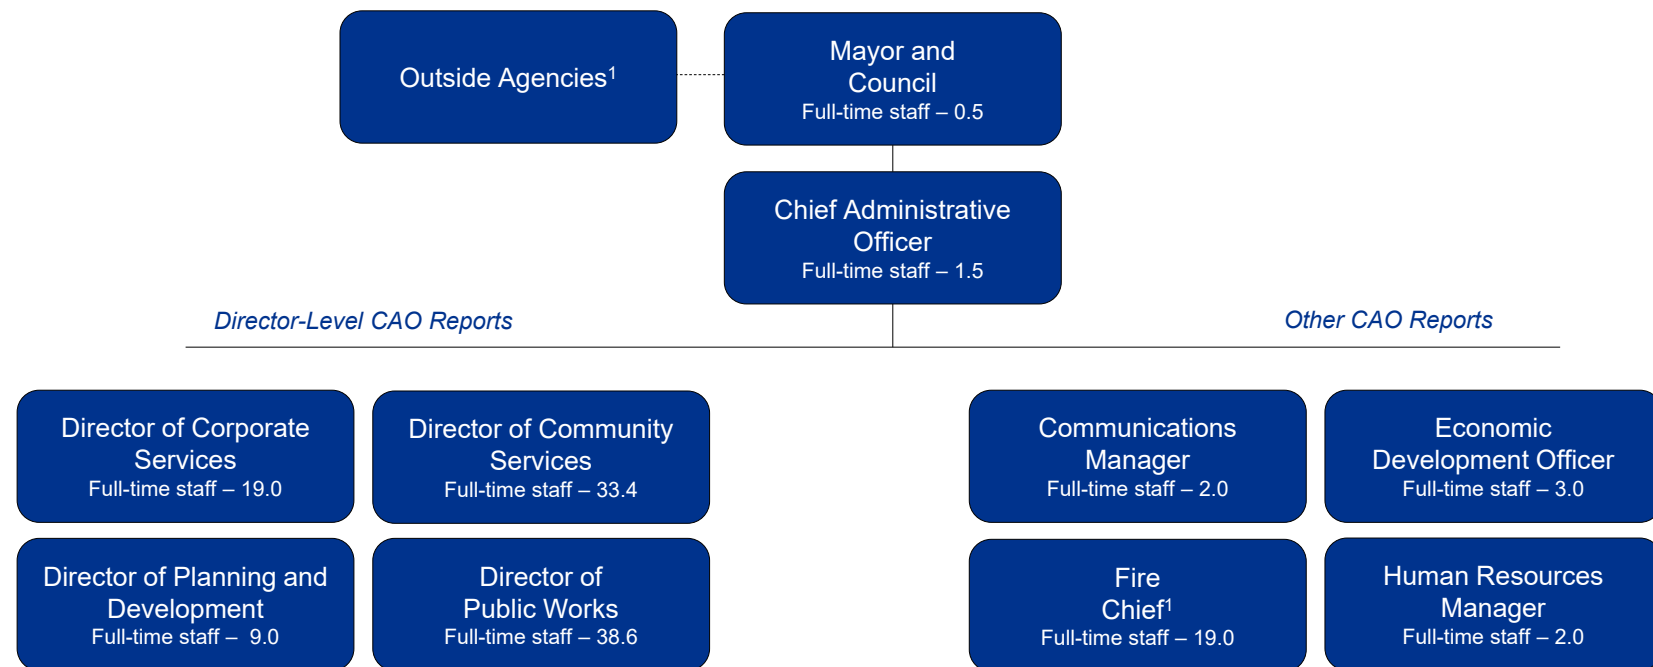 Outside Agencies¹
Mayor and
Council
Full-time staff – 0.5
Chief Administrative
Officer
Full-time staff – 1.5
Director-Level CAO Reports
Other CAO Reports
Director of Corporate
Services
Full-time staff – 19.0
Director of Community
Services
Full-time staff – 33.4
Communications
Manager
Full-time staff – 2.0
Economic
Development Officer
Full-time staff – 3.0
Director of Planning and
Development
Full-time staff –  9.0
Director of
Public Works
Full-time staff – 38.6
Fire
Chief¹
Full-time staff – 19.0
Human Resources
Manager
Full-time staff – 2.0